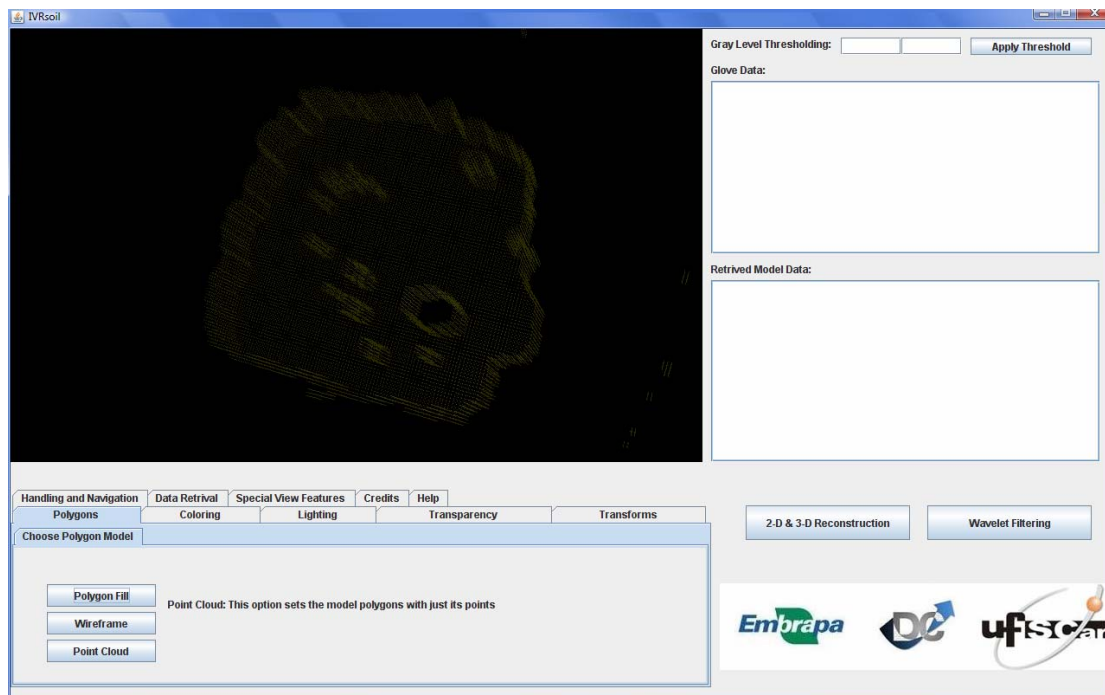 IVRsoil
Gray Level Thresholding:
Apply Threshold
Glove Data:
Retrived Model Data:
Handling and Navigation
Data Retrival
Special View Features
Credits
Help
Polygons
Coloring
Lighting
Transparency
Transforms
Choose Polygon Model
Polygon Fill
Wireframe
Point Cloud
Point Cloud: This option sets the model polygons with just its points
2-D & 3-D Reconstruction
Wavelet Filtering
Embrapa
DC
ufscar